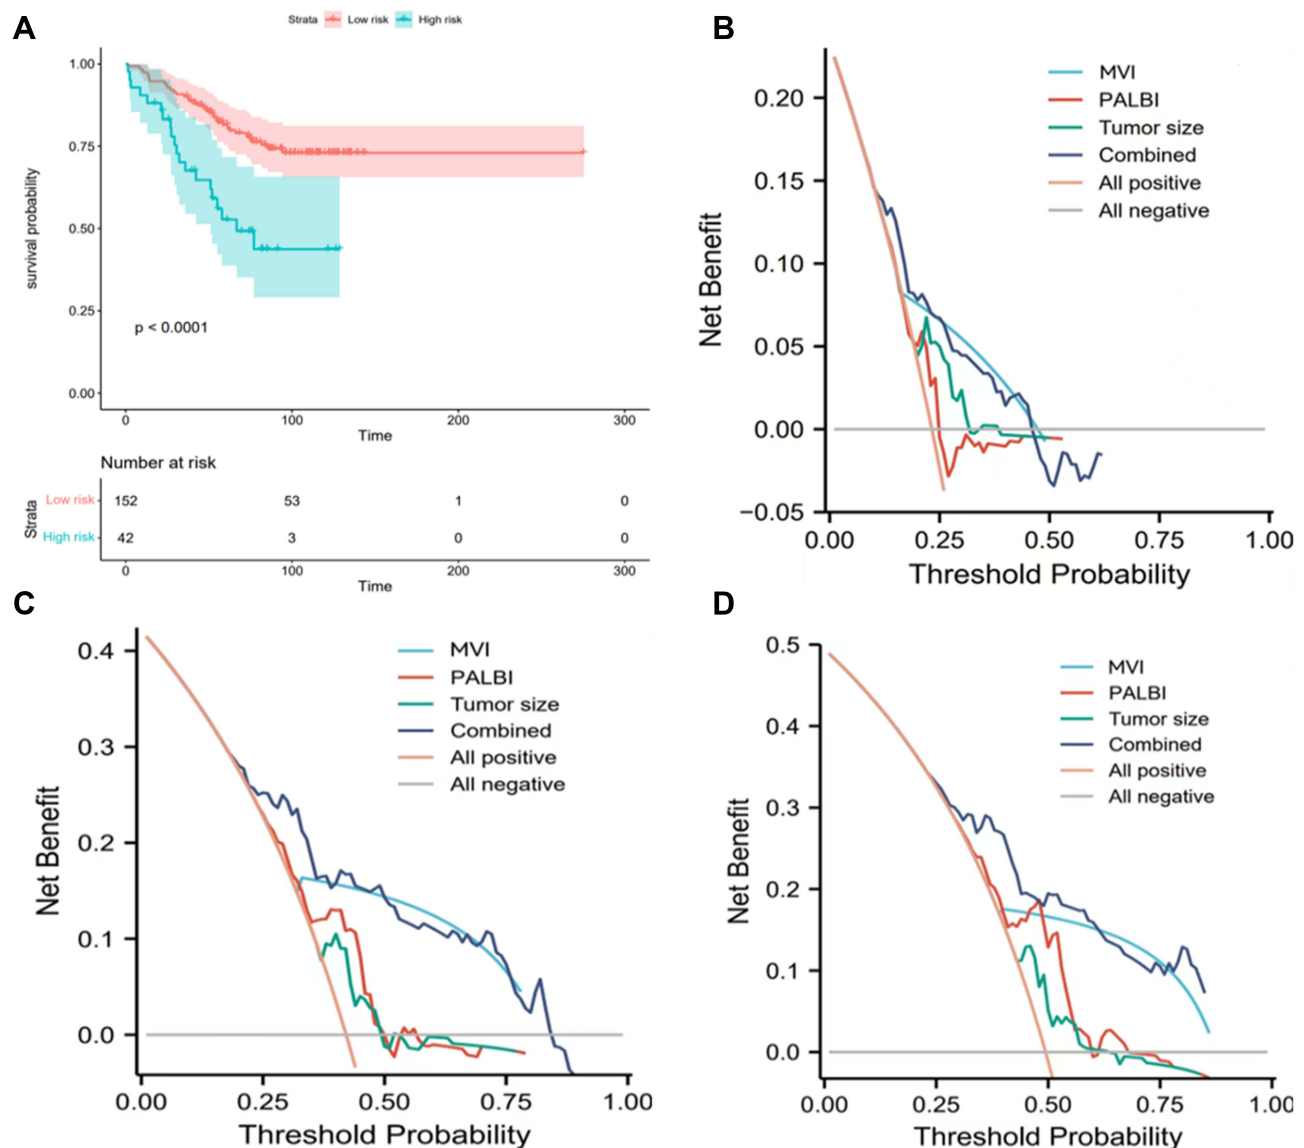 A
Strata Low risk High risk
survival probability
1.00
0.75
0.50
0.25
0.00
p < 0.0001
0 100 200 300
Time
Number at risk
Strata
Low risk 152 53 1 0
High risk 42 3 0 0
0 100 200 300
Time
B
Net Benefit
0.20
0.15
0.10
0.05
0.00
−0.05
MVI
PALBI
Tumor size
Combined
All positive
All negative
0.00 0.25 0.50 0.75 1.00
Threshold Probability
C
Net Benefit
0.4
0.3
0.2
0.1
0.0
MVI
PALBI
Tumor size
Combined
All positive
All negative
0.00 0.25 0.50 0.75 1.00
Threshold Probability
D
Net Benefit
0.5
0.4
0.3
0.2
0.1
0.0
MVI
PALBI
Tumor size
Combined
All positive
All negative
0.00 0.25 0.50 0.75 1.00
Threshold Probability